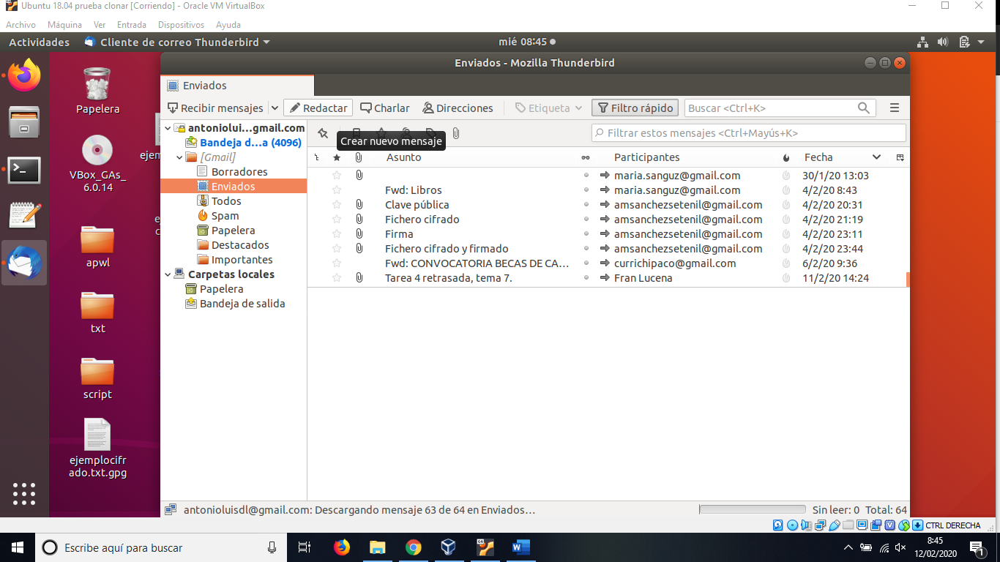 Ubuntu 18.04 prueba clonar [Corriendo] - Oracle VM VirtualBox
Archivo Máquina Ver Entrada Dispositivos Ayuda
Actividades Cliente de correo Thunderbird mié 08:45
Enviados - Mozilla Thunderbird
Enviados
Recibir mensajes Redactar Charlar Direcciones Etiqueta Filtro rápido Buscar <Ctrl+K>
Filtrar estos mensajes <Ctrl+Mayús+K>
Crear nuevo mensaje
Asunto Participantes Fecha
maria.sanguz@gmail.com 30/1/20 13:03
Fwd: Libros maria.sanguz@gmail.com 4/2/20 8:43
Clave pública amsanchezsetenil@gmail.com 4/2/20 20:31
Fichero cifrado amsanchezsetenil@gmail.com 4/2/20 21:19
Firma amsanchezsetenil@gmail.com 4/2/20 23:11
Fichero cifrado y firmado amsanchezsetenil@gmail.com 4/2/20 23:44
Fwd: CONVOCATORIA BECAS DE CA... currichipaco@gmail.com 6/2/20 9:36
Tarea 4 retrasada, tema 7. Fran Lucena 11/2/20 14:24
antoniolui...gmail.com
Bandeja d...a (4096)
[Gmail]
Borradores
Enviados
Todos
Spam
Papelera
Destacados
Importantes
Carpetas locales
Papelera
Bandeja de salida
Papelera
VBox_GAs_
6.0.14
apwl
txt
script
ejemplocifr
ado.txt.gpg
ejem
ej
c
antonioluisdl@gmail.com: Descargando mensaje 63 de 64 en Enviados... Sin leer: 0 Total: 64
CTRL DERECHA
Escribe aquí para buscar
64
8:45
12/02/2020
1